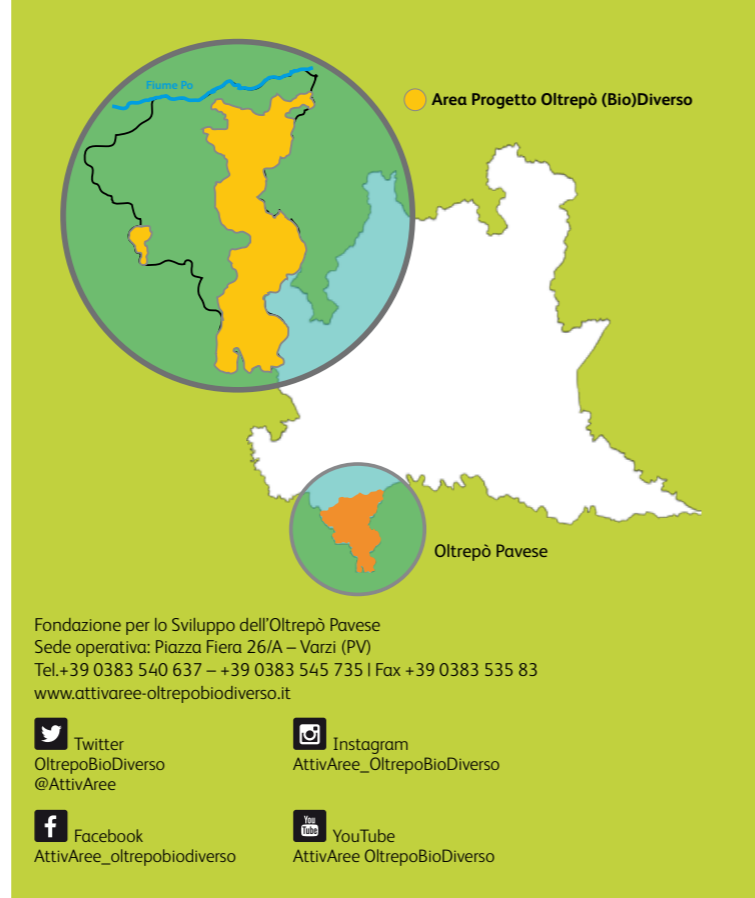 Fiume Po
Area Progetto Oltrepò (Bio)Diverso
Oltrepò Pavese
Fondazione per lo Sviluppo dell'Oltrepò Pavese
Sede operativa: Piazza Fiera 26/A – Varzi (PV)
Tel.+39 0383 540 637 – +39 0383 545 735 | Fax +39 0383 535 83
www.attivaree-oltrepobiodiverso.it
Twitter
OltrepoBioDiverso
@AttivAree
Instagram
AttivAree_OltrepoBioDiverso
Facebook
AttivAree_oltrepobiodiverso
You
Tube
YouTube
AttivAree OltrepoBioDiverso